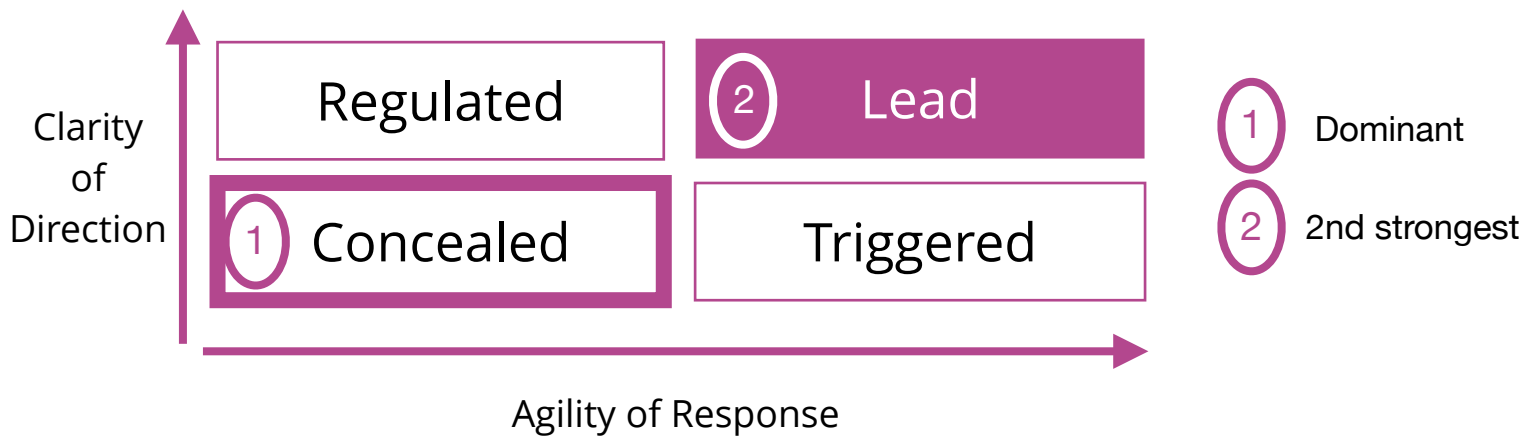 Clarity
of
Direction
Regulated
2
Lead
1
Concealed
Triggered
Agility of Response
1
Dominant
2
2nd strongest